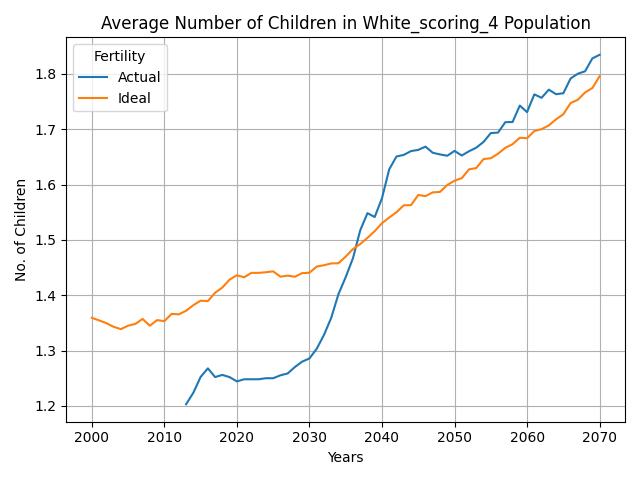 Average Number of Children in White_scoring_4 Population
Fertility
Actual
Ideal
No. of Children
1.8
1.7
1.6
1.5
1.4
1.3
1.2
2000 2010 2020 2030 2040 2050 2060 2070
Years